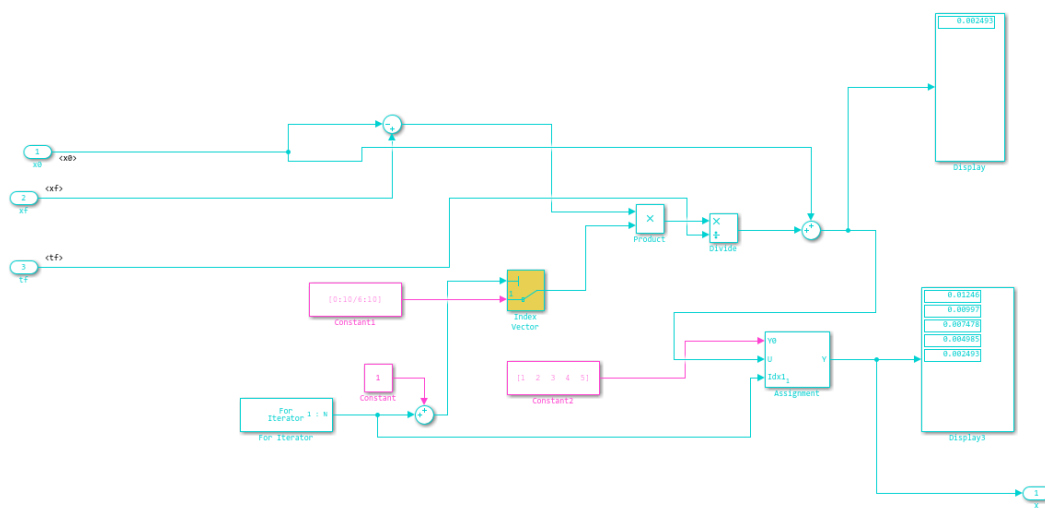 0.002493
Display
1
x0
<x0>
2
xf
<xf>
3
tf
<tf>
-
+
×
Product
×
÷
Divide
+
+
[0:10/6:10]
Constant1
1
Index
Vector
1
Constant
[1 2 3 4 5]
Constant2
For
Iterator
1 : N
For Iterator
+
+
Y0
U
Y
Idx1
1
Assignment
0.01246
0.00997
0.007478
0.004985
0.002493
Display3
1
x